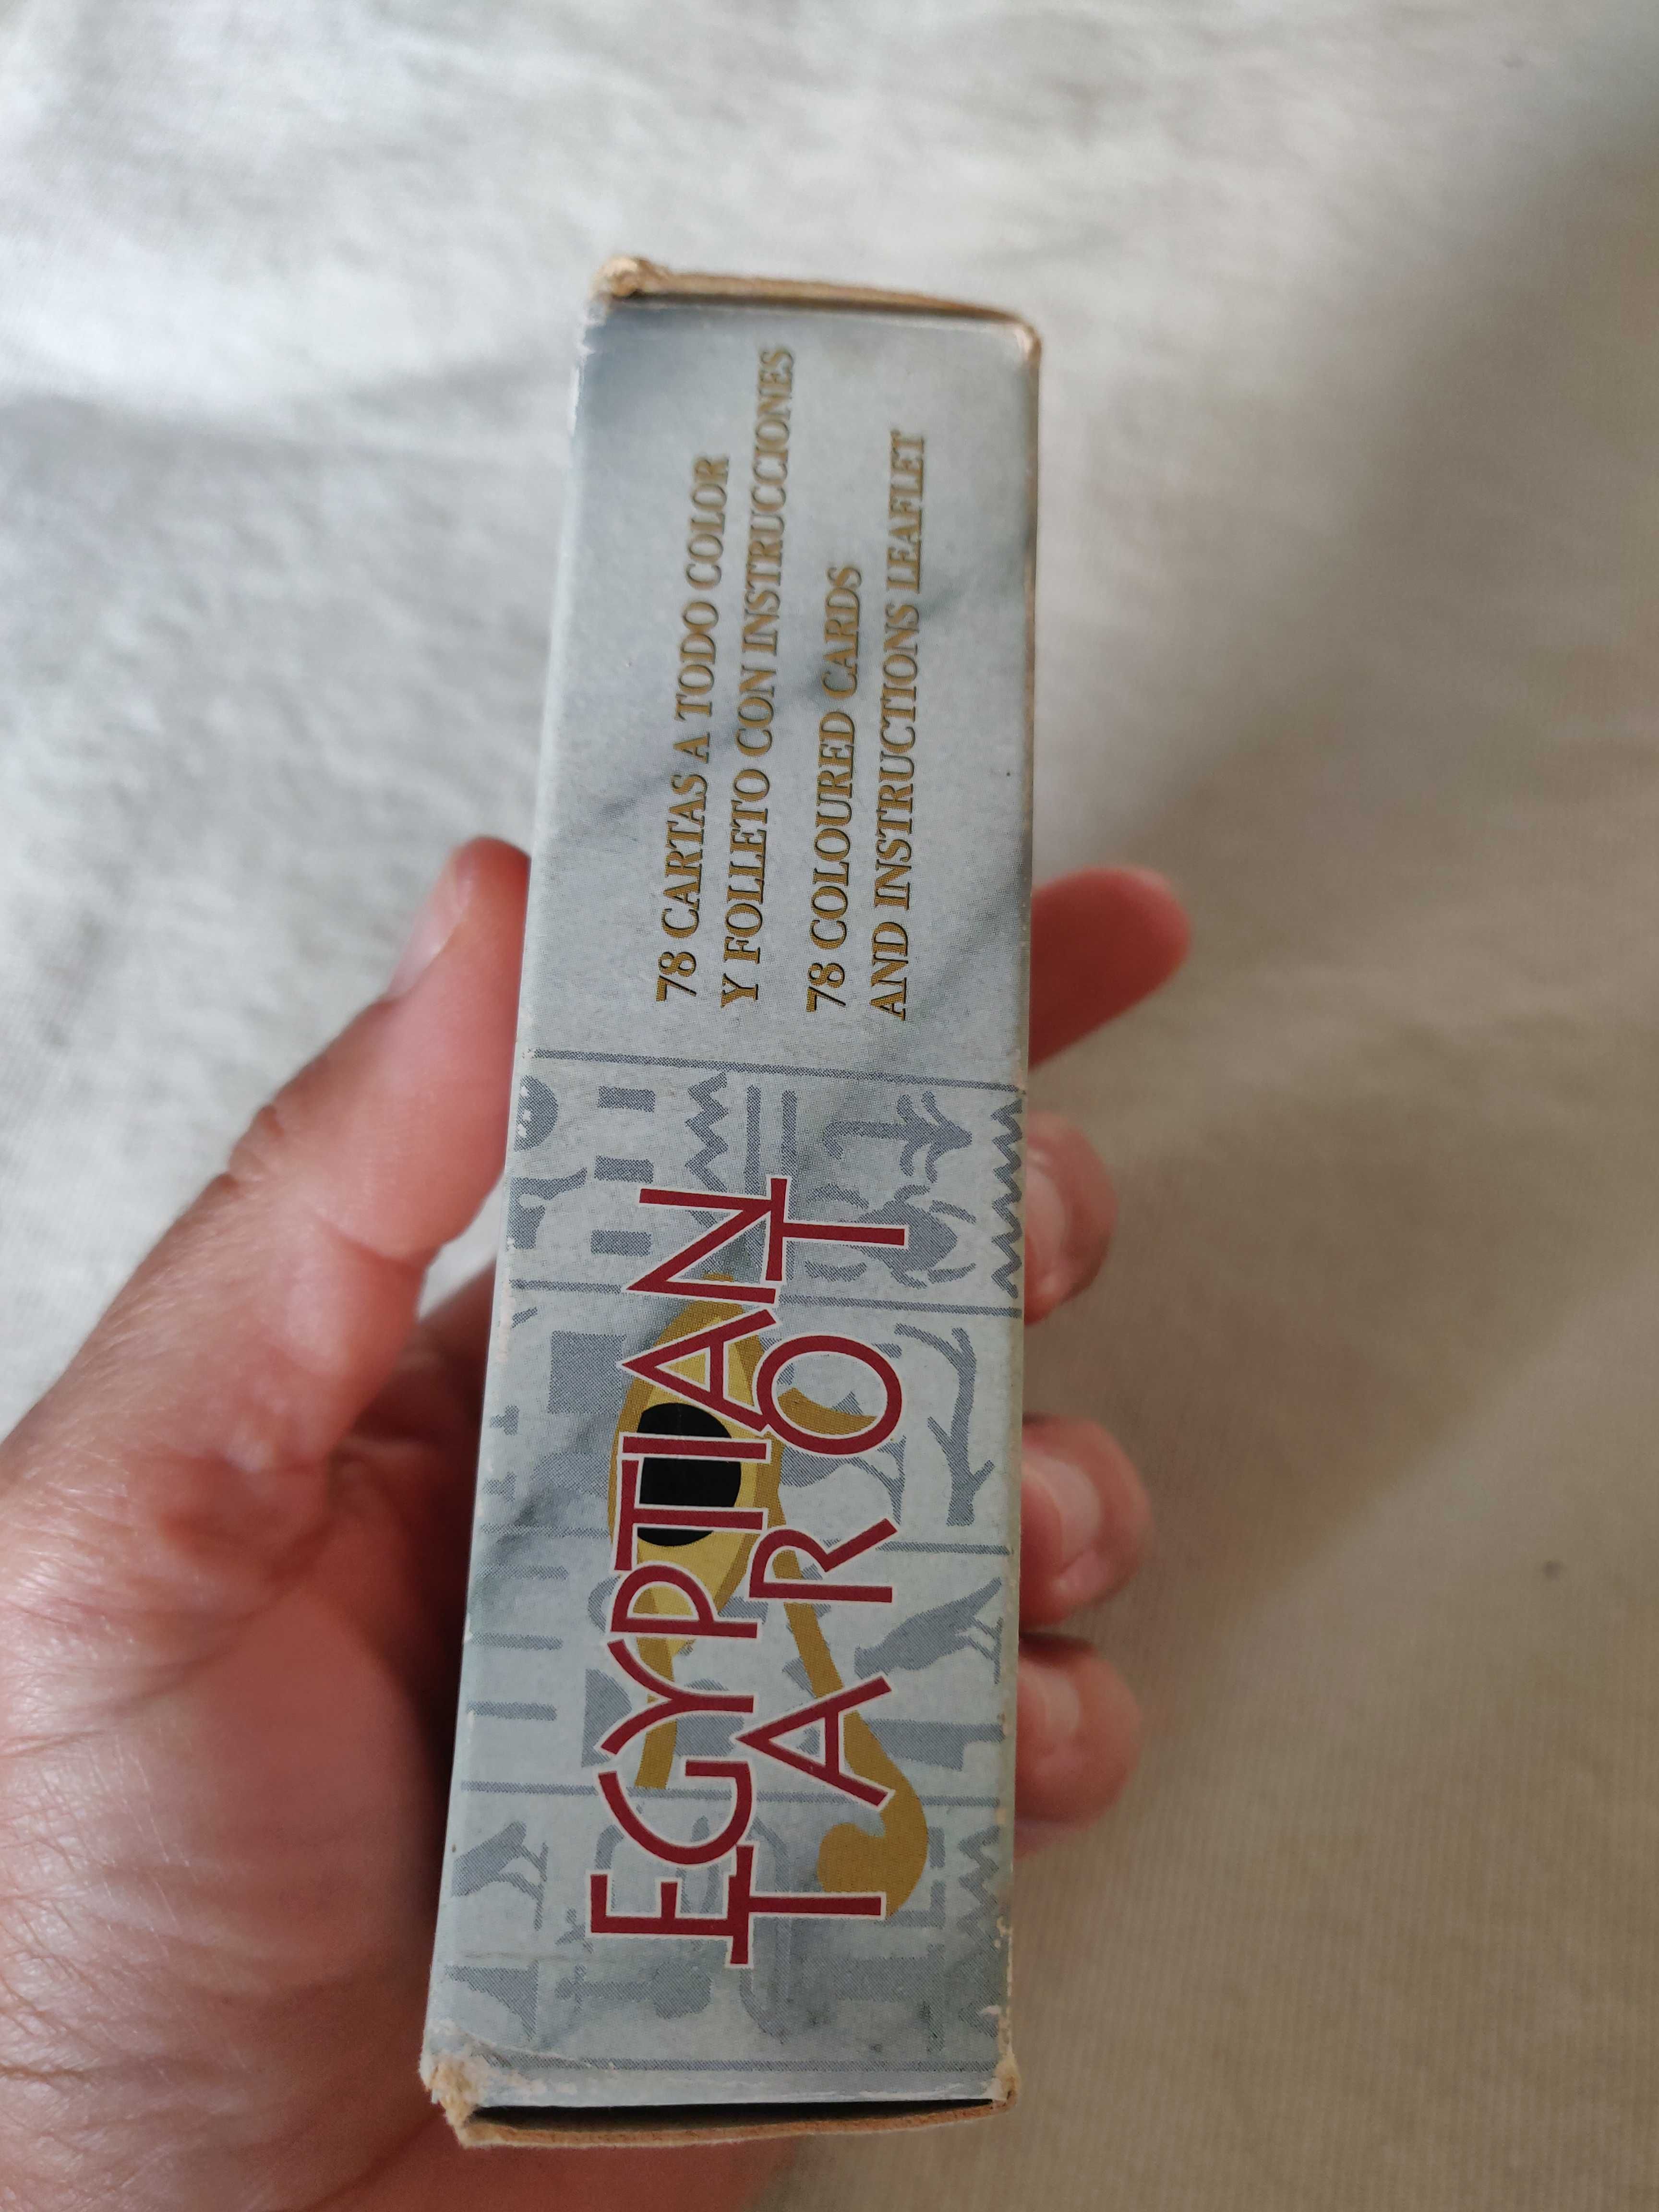 EGYPTIAN
TAROT
78 CARTAS A TODO COLOR
Y FOLLETO CON INSTRUCCIONES
78 COLOURED CARDS
AND INSTRUCTIONS LEAFLET